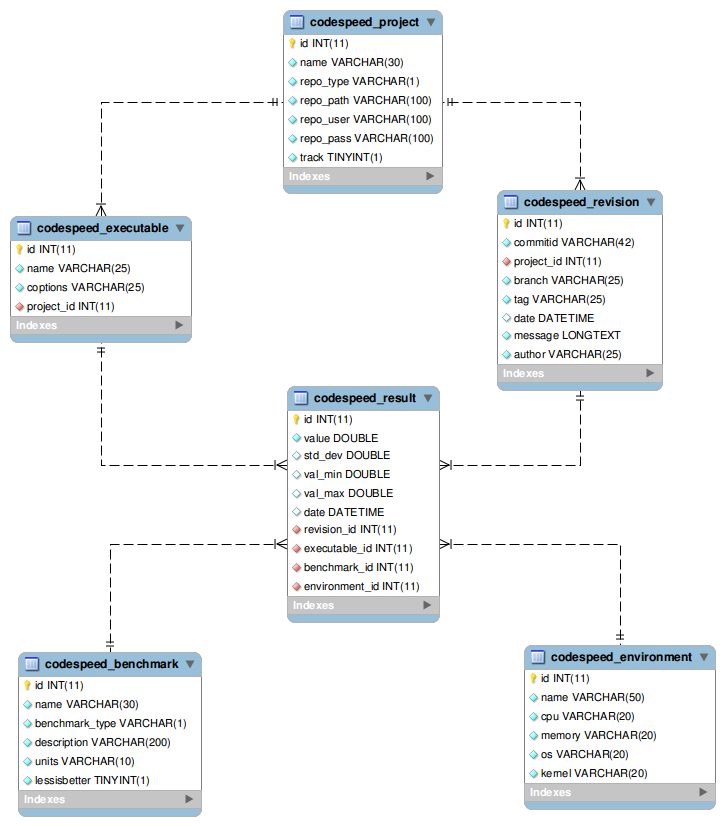 codespeed_project
id INT(11)
name VARCHAR(30)
repo_type VARCHAR(1)
repo_path VARCHAR(100)
repo_user VARCHAR(100)
repo_pass VARCHAR(100)
track TINYINT(1)
Indexes
codespeed_executable
id INT(11)
name VARCHAR(25)
coptions VARCHAR(25)
project_id INT(11)
Indexes
codespeed_revision
id INT(11)
commitid VARCHAR(42)
project_id INT(11)
branch VARCHAR(25)
tag VARCHAR(25)
date DATETIME
message LONGTEXT
author VARCHAR(25)
Indexes
codespeed_result
id INT(11)
value DOUBLE
std_dev DOUBLE
val_min DOUBLE
val_max DOUBLE
date DATETIME
revision_id INT(11)
executable_id INT(11)
benchmark_id INT(11)
environment_id INT(11)
Indexes
codespeed_benchmark
id INT(11)
name VARCHAR(30)
benchmark_type VARCHAR(1)
description VARCHAR(200)
units VARCHAR(10)
lessisbetter TINYINT(1)
Indexes
codespeed_environment
id INT(11)
name VARCHAR(50)
cpu VARCHAR(20)
memory VARCHAR(20)
os VARCHAR(20)
kernel VARCHAR(20)
Indexes